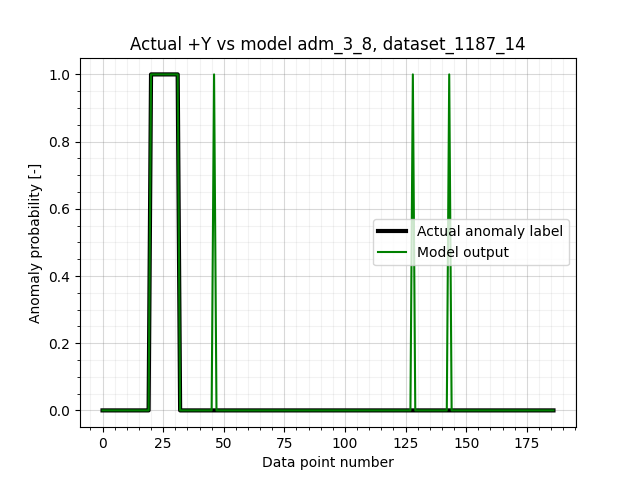 Actual +Y vs model adm_3_8, dataset_1187_14
Anomaly probability [-]
1.0
0.8
0.6
0.4
0.2
0.0
Actual anomaly label
Model output
0 25 50 75 100 125 150 175
Data point number